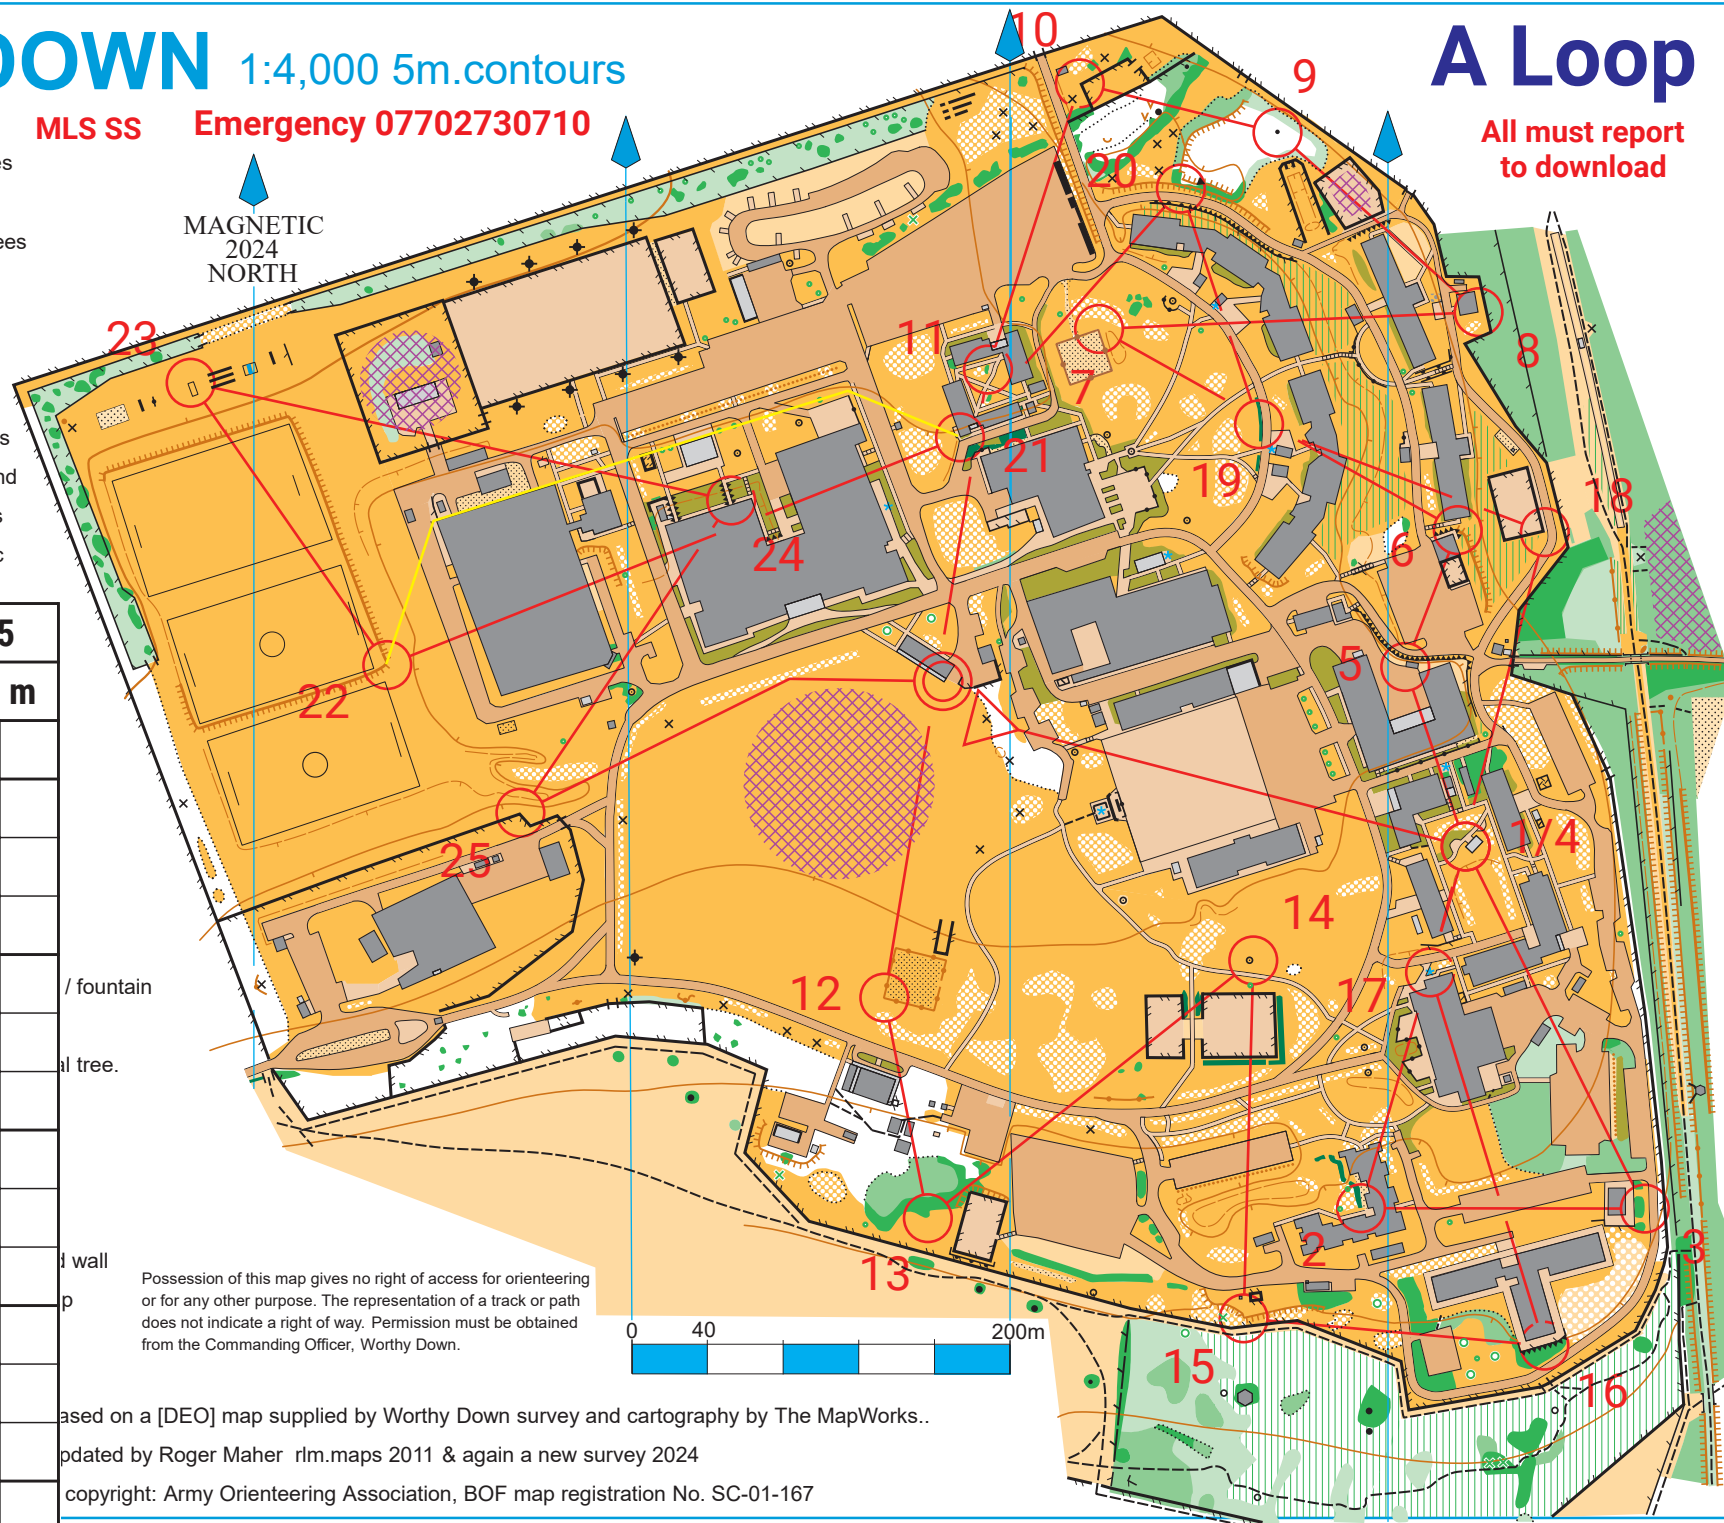 DOWN 1:4,000 5m.contours
A Loop
MLS SS Emergency 07702730710
All must report
to download
MAGNETIC
2024
NORTH
es
ees
s
nd
s
c
5
m
/ fountain
al tree.
d wall
p
10
9
20
23
11
8
7
21
19
18
24
6
5
22
25
1/4
14
12
17
13
2
3
15
16
Possession of this map gives no right of access for orienteering
or for any other purpose. The representation of a track or path
does not indicate a right of way. Permission must be obtained
from the Commanding Officer, Worthy Down.
0 40 200m
ased on a [DEO] map supplied by Worthy Down survey and cartography by The MapWorks..
pdated by Roger Maher rlm.maps 2011 & again a new survey 2024
copyright: Army Orienteering Association, BOF map registration No. SC-01-167